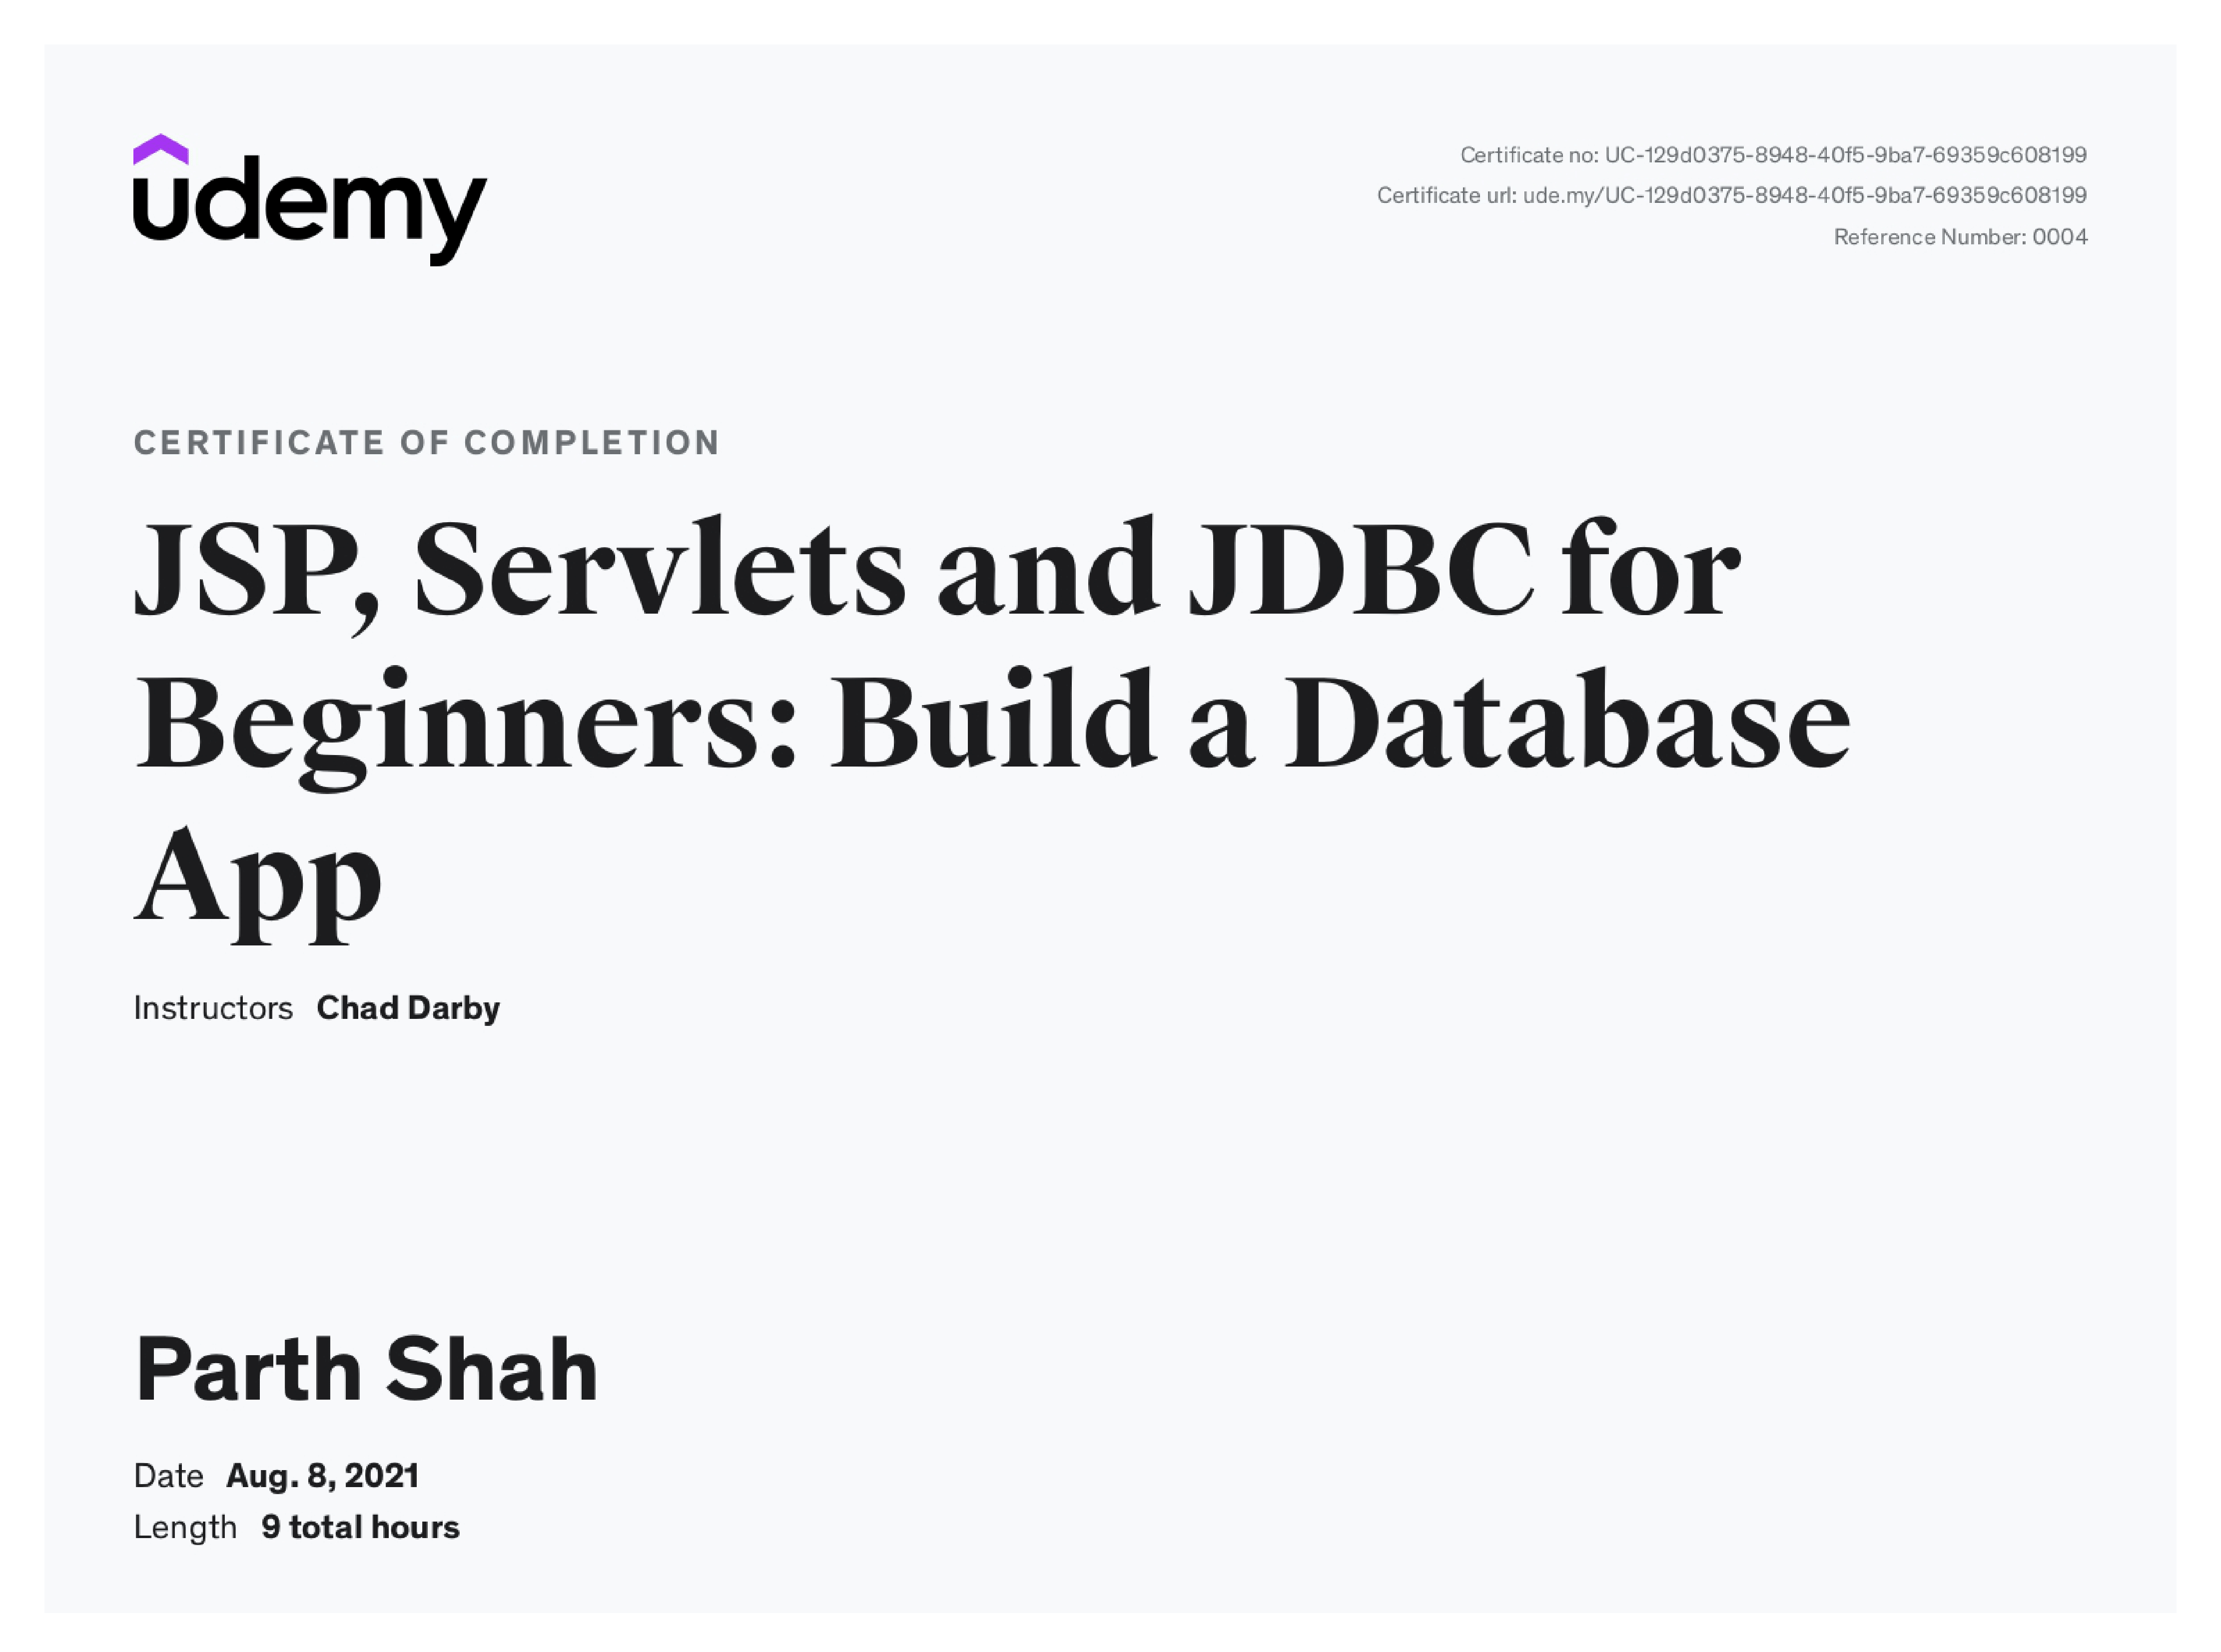 udemy
Certificate no: UC-129d0375-8948-40f5-9ba7-69359c608199
Certificate url: ude.my/UC-129d0375-8948-40f5-9ba7-69359c608199
Reference Number: 0004
CERTIFICATE OF COMPLETION
JSP, Servlets and JDBC for
Beginners: Build a Database
App
Instructors Chad Darby
Parth Shah
Date Aug. 8, 2021
Length 9 total hours